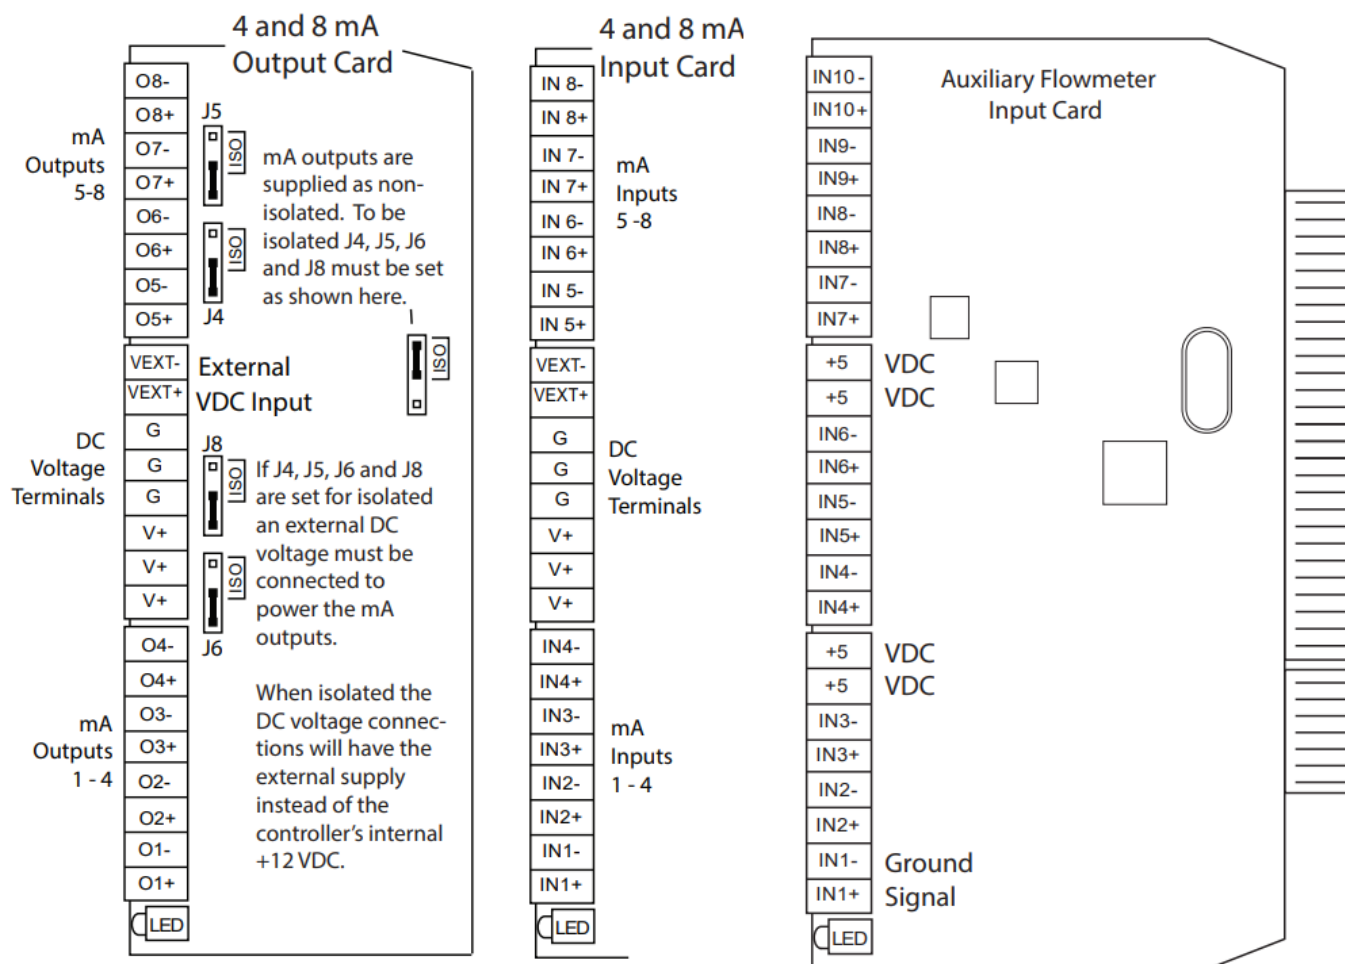 4 and 8 mA
Output Card
O8-
O8+
O7-
O7+
O6-
O6+
O5-
O5+
VEXT-
VEXT+
G
G
G
V+
V+
V+
O4-
O4+
O3-
O3+
O2-
O2+
O1-
O1+
LED
mA
Outputs
5-8
DC
Voltage
Terminals
mA
Outputs
1 - 4
J5
ISO
ISO
J4
mA outputs are
supplied as non-
isolated. To be
isolated J4, J5, J6
and J8 must be set
as shown here.
ISO
External
VDC Input
J8
ISO
ISO
J6
If J4, J5, J6 and J8
are set for isolated
an external DC
voltage must be
connected to
power the mA
outputs.
When isolated the
DC voltage connec-
tions will have the
external supply
instead of the
controller's internal
+12 VDC.
4 and 8 mA
Input Card
IN 8-
IN 8+
IN 7-
IN 7+
IN 6-
IN 6+
IN 5-
IN 5+
VEXT-
VEXT+
G
G
G
V+
V+
V+
IN4-
IN4+
IN3-
IN3+
IN2-
IN2+
IN1-
IN1+
LED
mA
Inputs
5 -8
DC
Voltage
Terminals
mA
Inputs
1 - 4
Auxiliary Flowmeter
Input Card
IN10 -
IN10 +
IN9-
IN9+
IN8-
IN8+
IN7-
IN7+
+5 VDC
+5 VDC
IN6-
IN6+
IN5-
IN5+
IN4-
IN4+
+5 VDC
+5 VDC
IN3-
IN3+
IN2-
IN2+
IN1- Ground
IN1+ Signal
LED